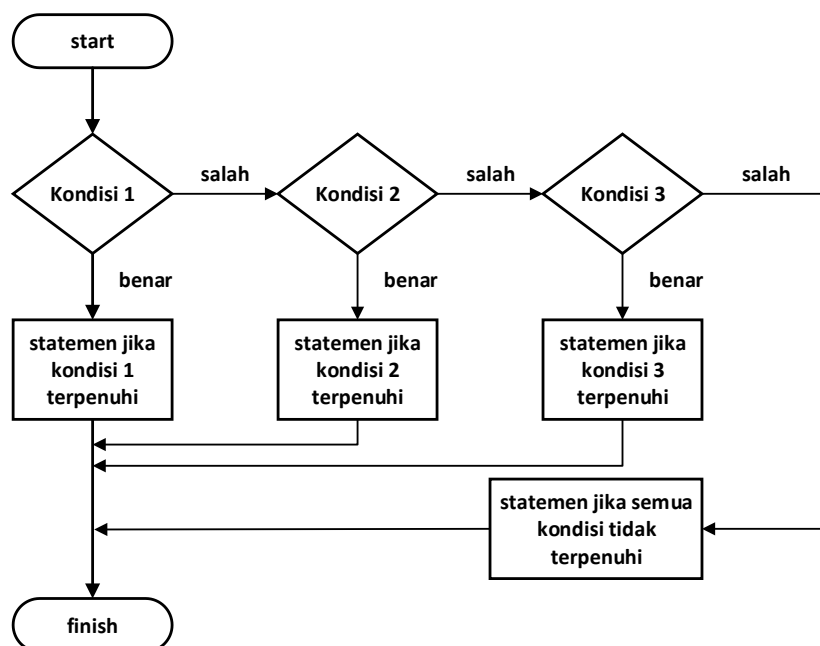 start
Kondisi 1
salah
Kondisi 2
salah
Kondisi 3
salah
benar
benar
benar
statemen jika
kondisi 1
terpenuhi
statemen jika
kondisi 2
terpenuhi
statemen jika
kondisi 3
terpenuhi
statemen jika semua
kondisi tidak
terpenuhi
finish